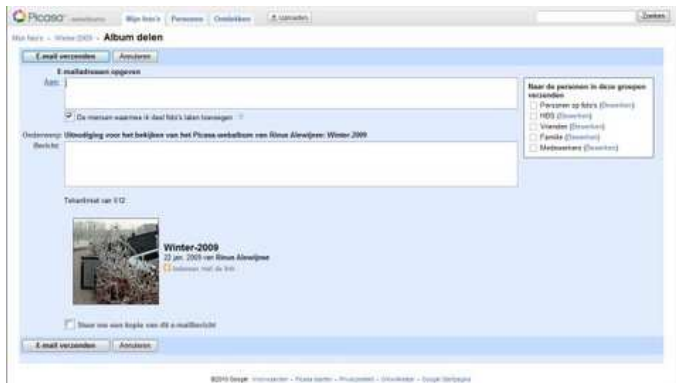 Picasa Mijn foto's Personen Ontdekken Uploaden Zoeken
Mijn foto's - Winter-2009 - Album delen
E-mail verzenden Annuleren
E-mailadressen opgeven
Aan:
De mensen waarmee ik deel foto's laten toevoegen ?
Naar de personen in deze groepen
verzenden
Personen op foto's (Bewerken)
(Bewerken)
Vrienden (Bewerken)
Familie (Bewerken)
Medewerkers (Bewerken)
Onderwerp: Uitnodiging voor het bekijken van het Picasa-webalbum van Rinus Alewijnse: Winter-2009
Bericht:
Tekenlimiet van 512
Winter-2009
22 jan. 2009 van Rinus Alewijnse
Iedereen met de link
Stuur me een kopie van dit e-mailbericht
E-mail verzenden Annuleren
©2010 Google